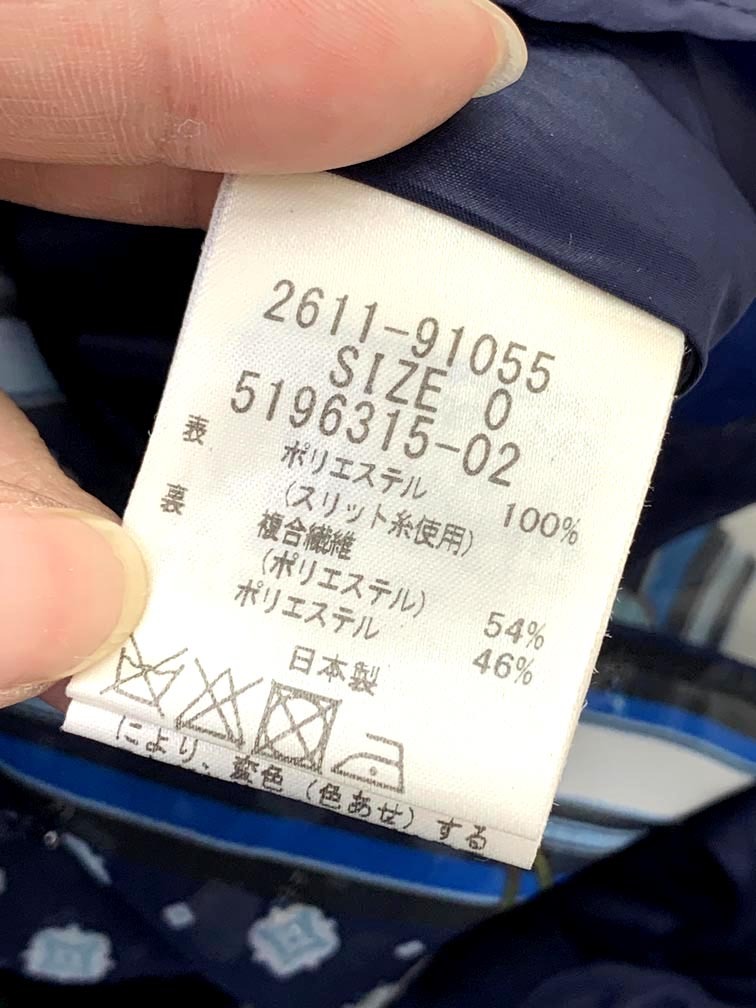 2611-91055
SIZE 0
5196315-02
表 ポリエステル 100%
(スリット糸使用)
裏 複合繊維
(ポリエステル) 54%
ポリエステル 46%
日本製
により、変色(色あせ)する